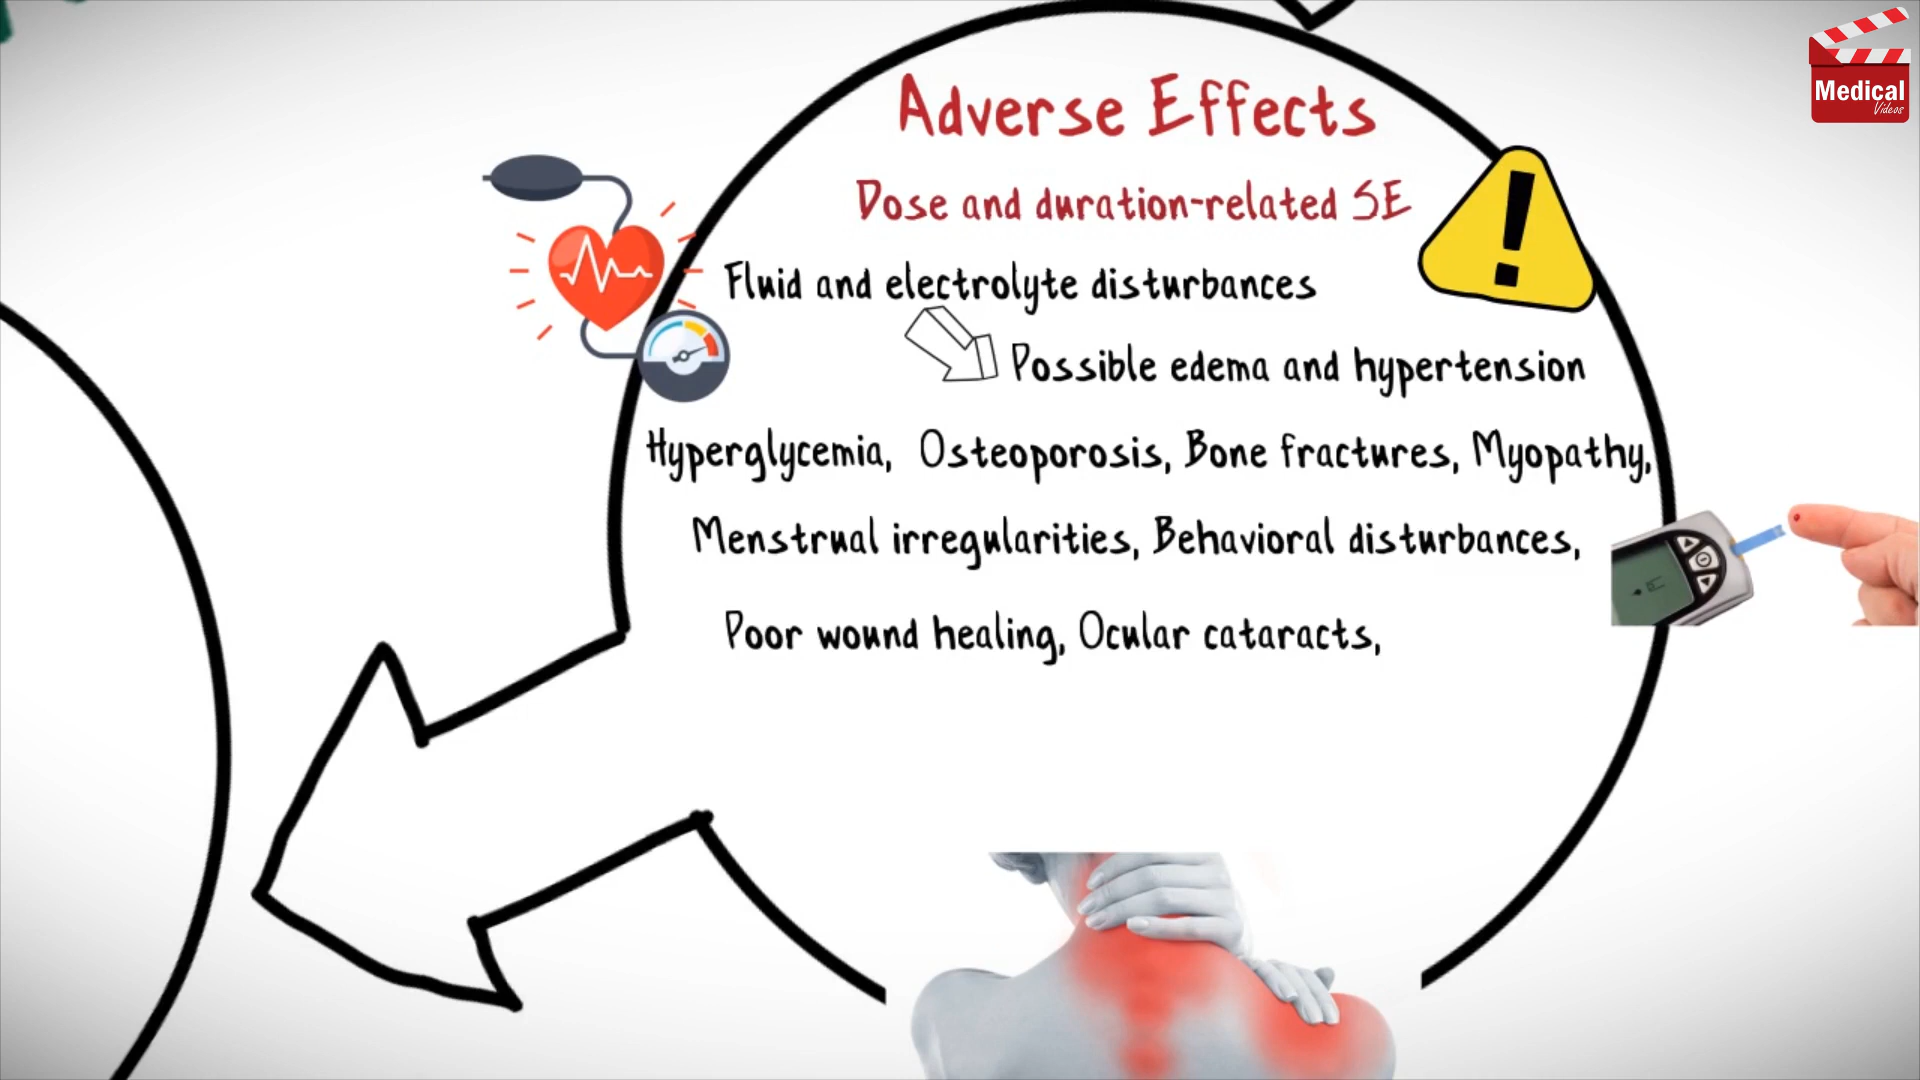 Adverse Effects
Dose and duration-related SE
Fluid and electrolyte disturbances
Possible edema and hypertension
Hyperglycemia, Osteoporosis, Bone fractures, Myopathy,
Menstrual irregularities, Behavioral disturbances,
Poor wound healing, Ocular cataracts,
Medical
Videos